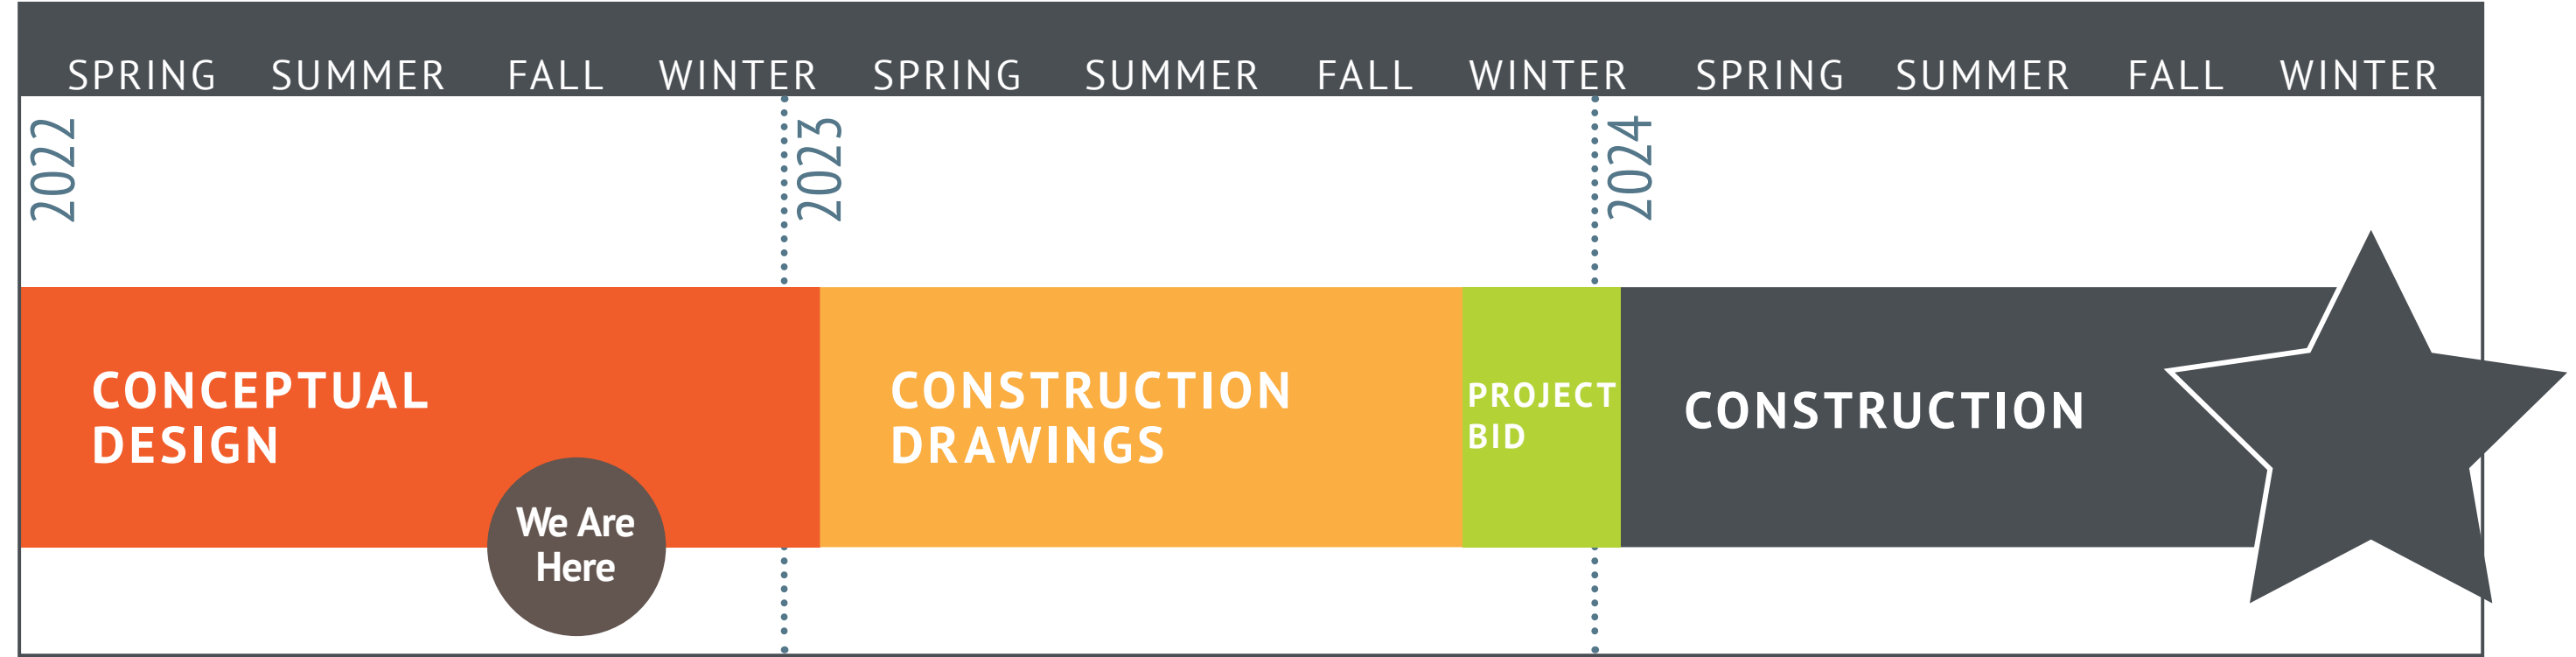 SPRING SUMMER FALL WINTER SPRING SUMMER FALL WINTER SPRING SUMMER FALL WINTER
2022
2023
2024
CONCEPTUAL
DESIGN
We Are
Here
CONSTRUCTION
DRAWINGS
PROJECT
BID
CONSTRUCTION